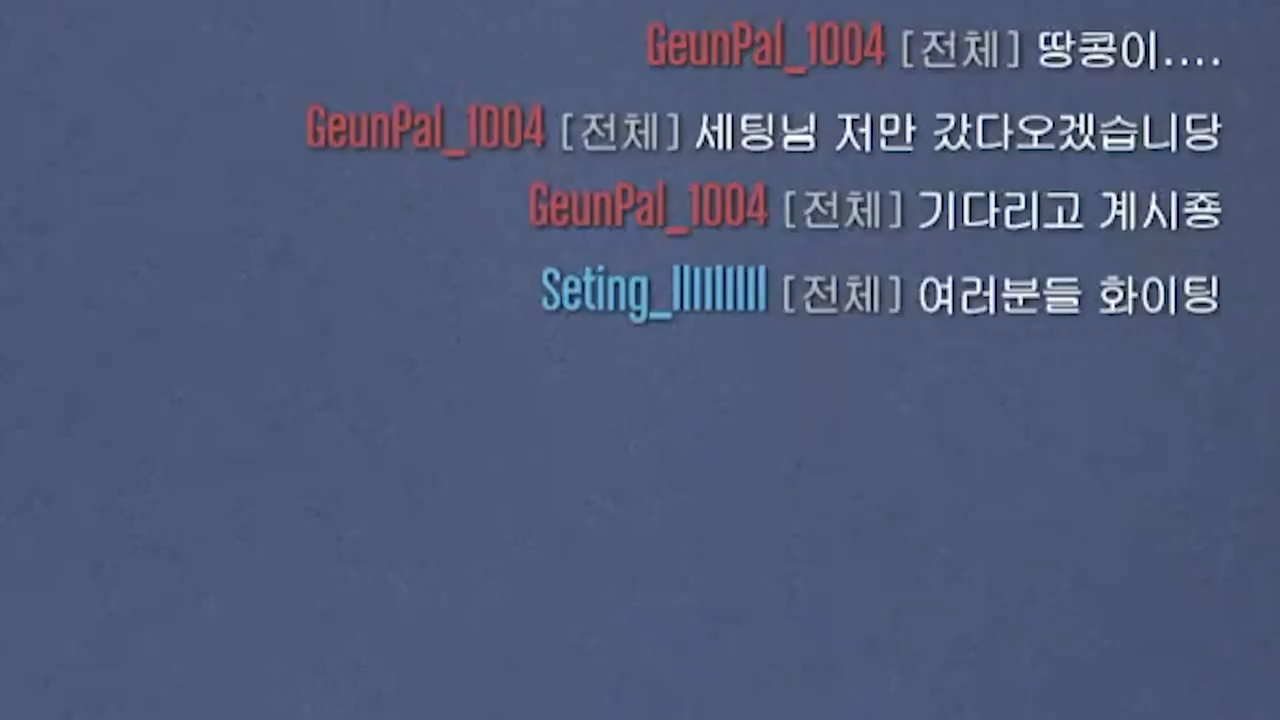 GeunPal_1004 [전체] 땅콩이....
GeunPal_1004 [전체] 세팅님 저만 갔다오겠습니당
GeunPal_1004 [전체] 기다리고 계시죵
Seting_lllllllll [전체] 여러분들 화이팅